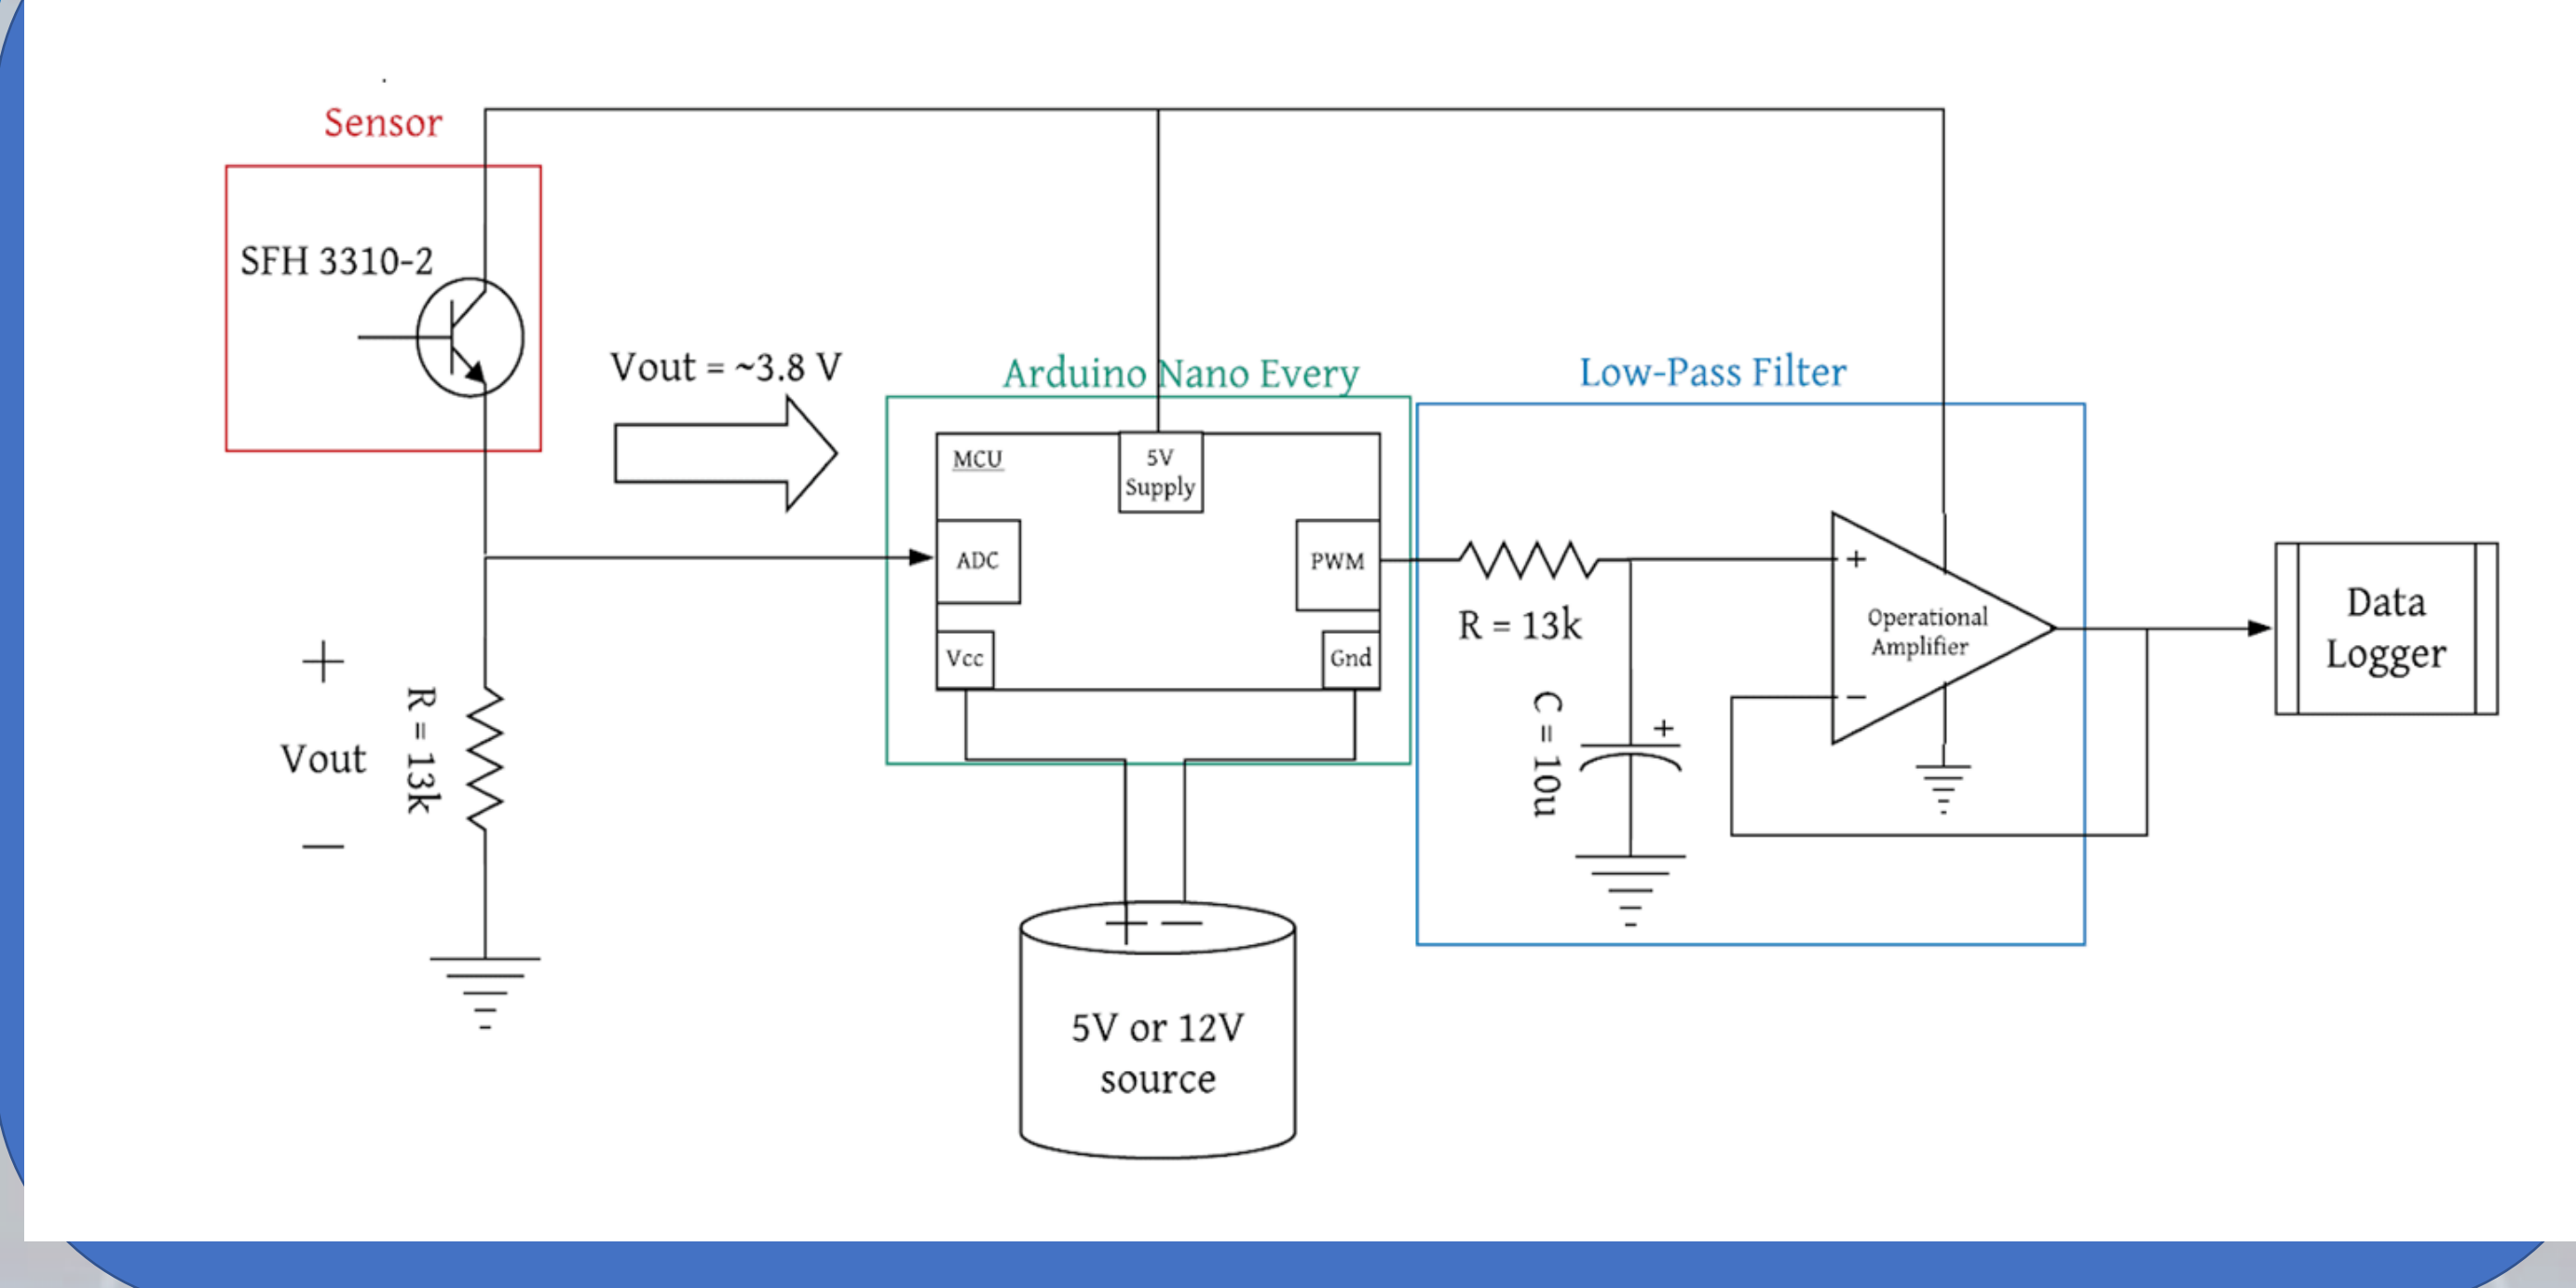 Sensor
SFH 3310-2
Vout = ~3.8 V
Arduino Nano Every
Low-Pass Filter
MCU
5V
Supply
ADC
PWM
Vcc
Gnd
R = 13k
+
Operational
Amplifier
−
Data
Logger
+
Vout
−
R = 13k
C = 10u
+
+ −
5V or 12V
source